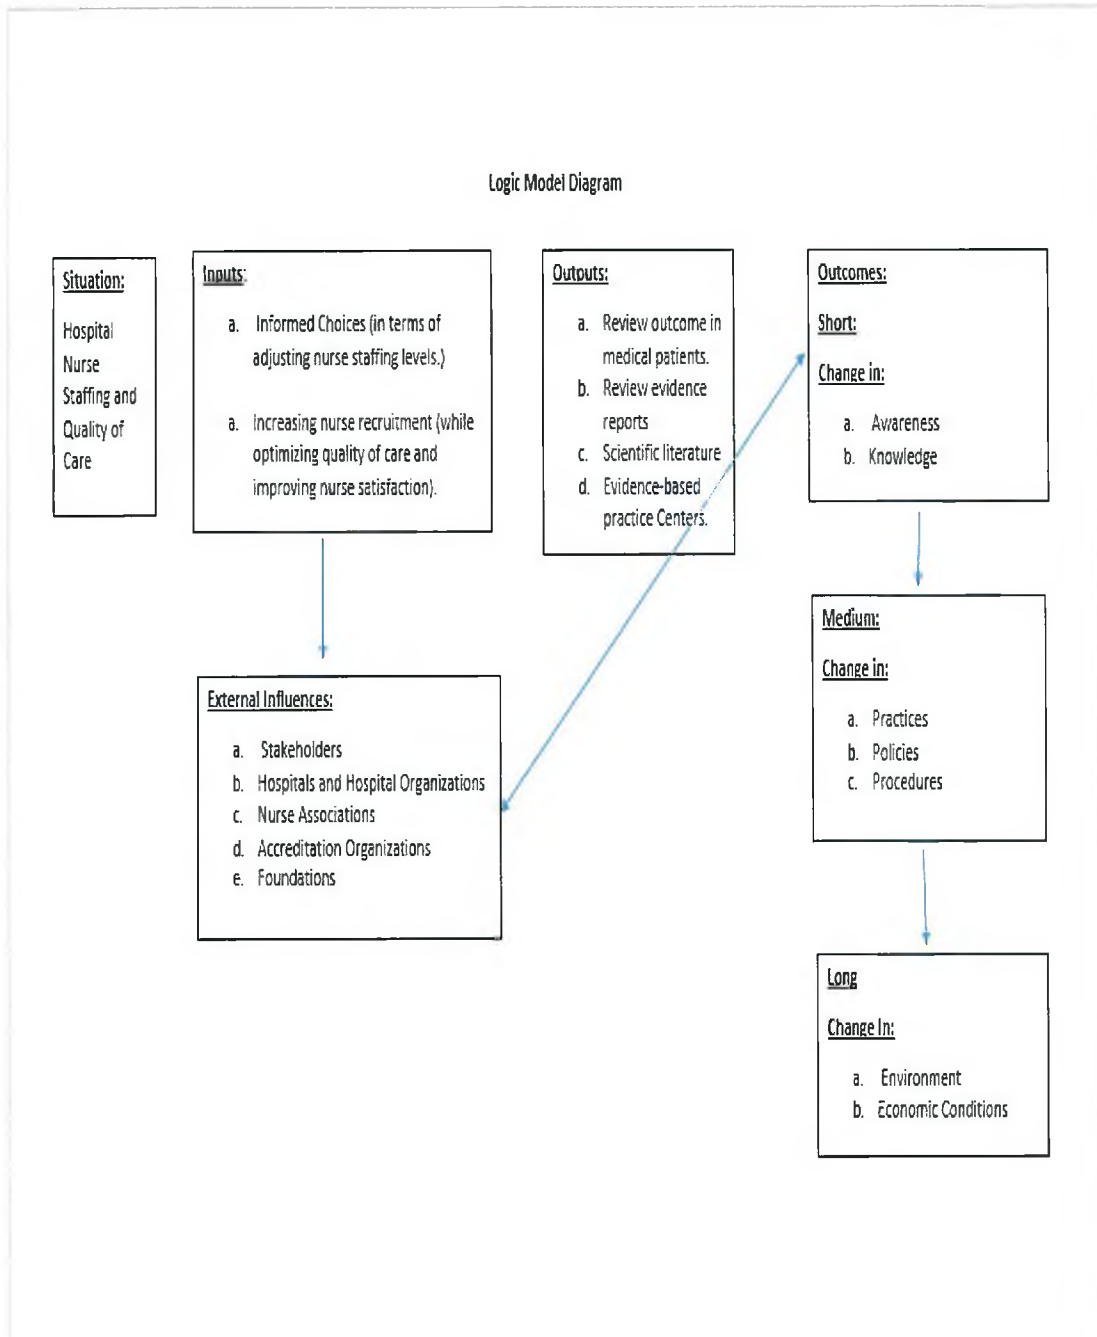 Logic Model Diagram
Situation:
Hospital
Nurse
Staffing and
Quality of
Care
Inputs:
a. Informed Choices (in terms of
adjusting nurse staffing levels.)
a. Increasing nurse recruitment (while
optimizing quality of care and
improving nurse satisfaction).
Outputs:
a. Review outcome in
medical patients.
b. Review evidence
reports
c. Scientific literature
d. Evidence-based
practice Centers.
Outcomes:
Short:
Change in:
a. Awareness
b. Knowledge
External Influences:
a. Stakeholders
b. Hospitals and Hospital Organizations
c. Nurse Associations
d. Accreditation Organizations
e. Foundations
Medium:
Change in:
a. Practices
b. Policies
c. Procedures
Long
Change In:
a. Environment
b. Economic Conditions